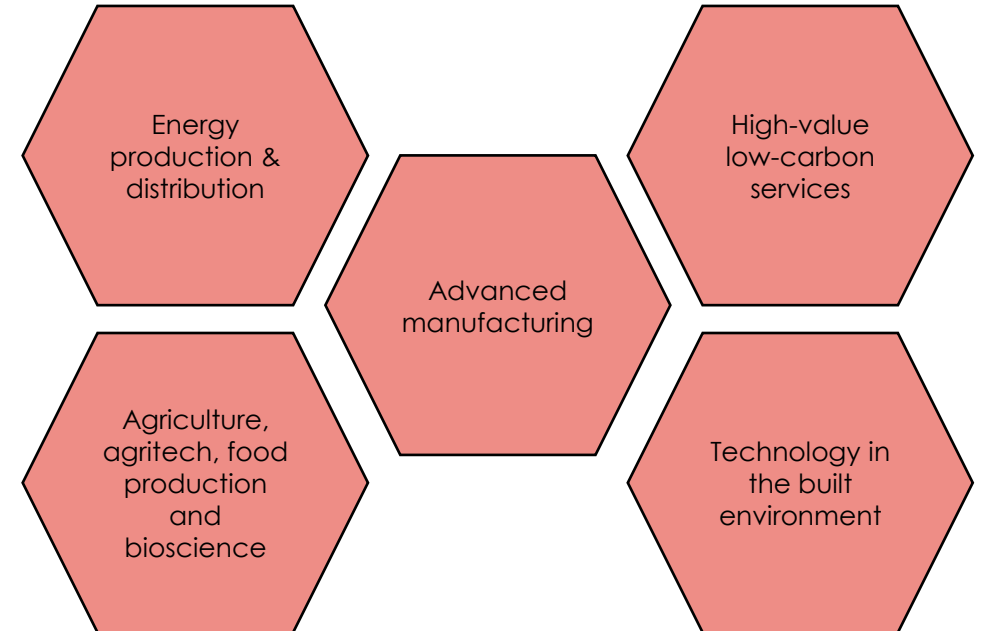 Energy
production &
distribution
High-value
low-carbon
services
Advanced
manufacturing
Agriculture,
agritech, food
production
and
bioscience
Technology in
the built
environment